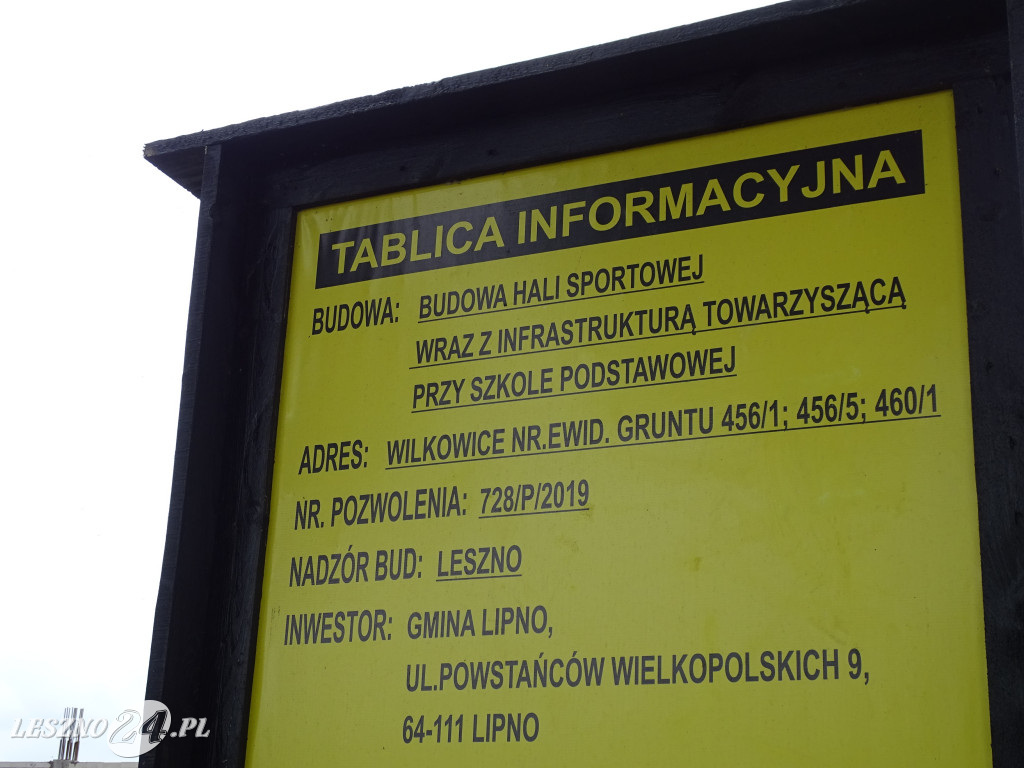 TABLICA INFORMACYJNA
BUDOWA: BUDOWA HALI SPORTOWEJ
WRAZ Z INFRASTRUKTURĄ TOWARZYSZĄCĄ
PRZY SZKOLE PODSTAWOWEJ
ADRES: WILKOWICE NR.EWID. GRUNTU 456/1; 456/5; 460/1
NR. POZWOLENIA: 728/P/2019
NADZÓR BUD: LESZNO
INWESTOR: GMINA LIPNO,
UL.POWSTAŃCÓW WIELKOPOLSKICH 9,
64-111 LIPNO
LESZNO24.PL